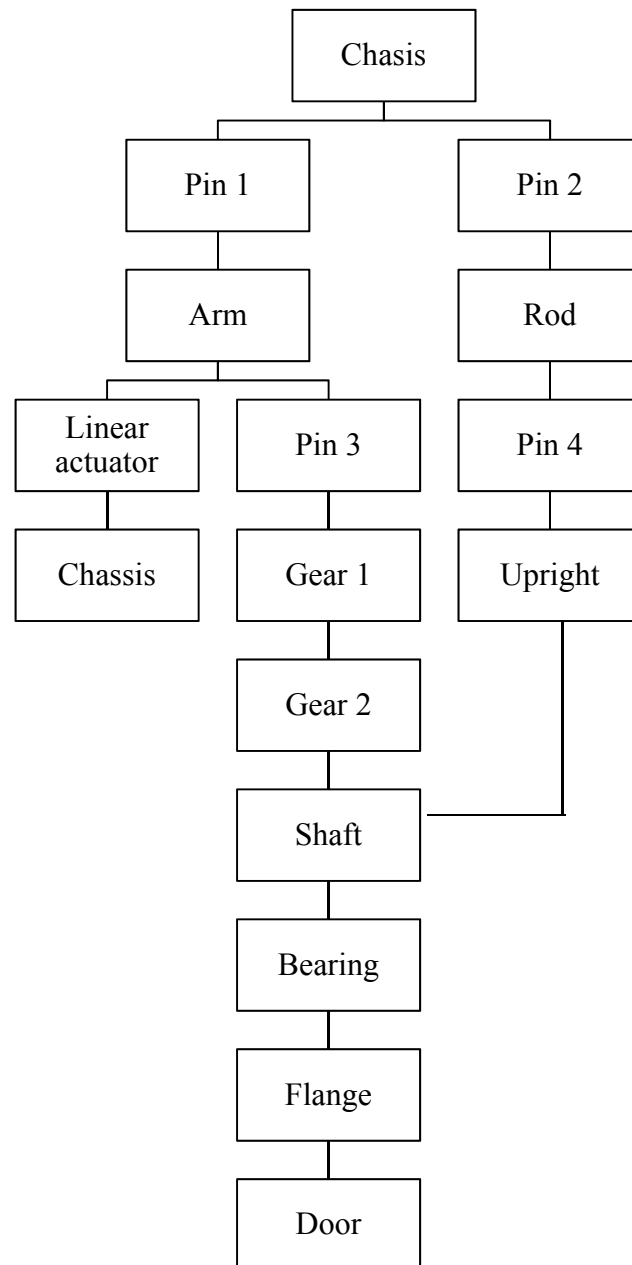 Chasis
Pin 1
Pin 2
Arm
Rod
Linear
actuator
Pin 3
Pin 4
Chassis
Gear 1
Upright
Gear 2
Shaft
Bearing
Flange
Door